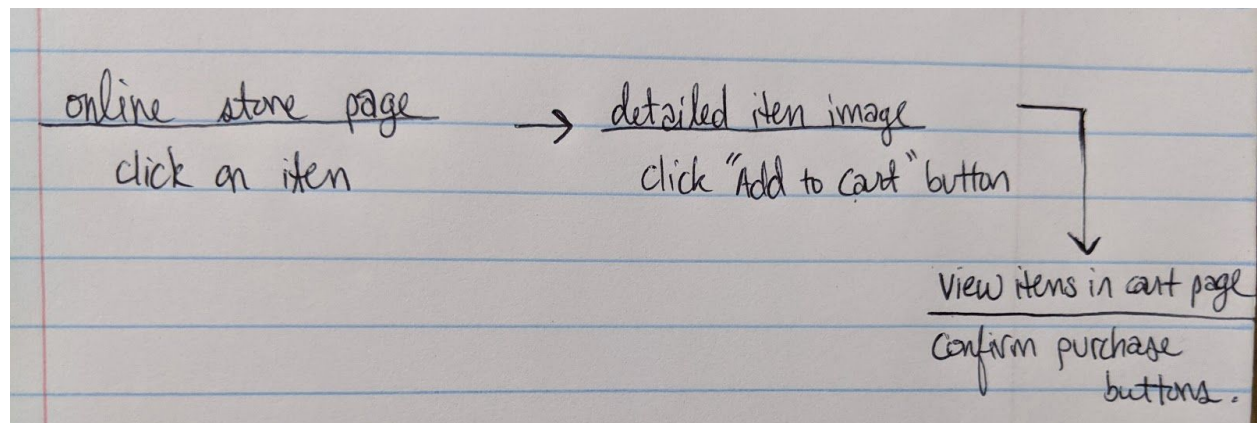 online store page → detailed item image
click on item
click "Add to cart" button
view items in cart page
confirm purchase
buttons.